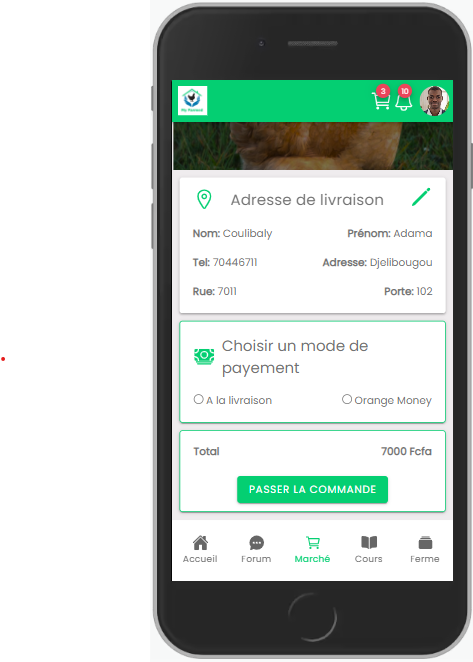 3
10
Adresse de livraison
Nom: Coulibaly Prénom: Adama
Tel: 70446711 Adresse: Djelibougou
Rue: 7011 Porte: 102
Choisir un mode de
payement
A la livraison Orange Money
Total 7000 Fcfa
PASSER LA COMMANDE
Accueil Forum Marché Cours Ferme